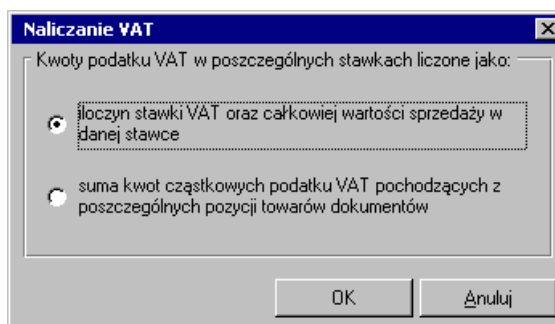 Naliczanie VAT
Kwoty podatku VAT w poszczególnych stawkach liczone jako:
iloczyn stawki VAT oraz całkowiej wartości sprzedaży w
danej stawce
suma kwot cząstkowych podatku VAT pochodzących z
poszczególnych pozycji towarów dokumentów
OK
Anuluj